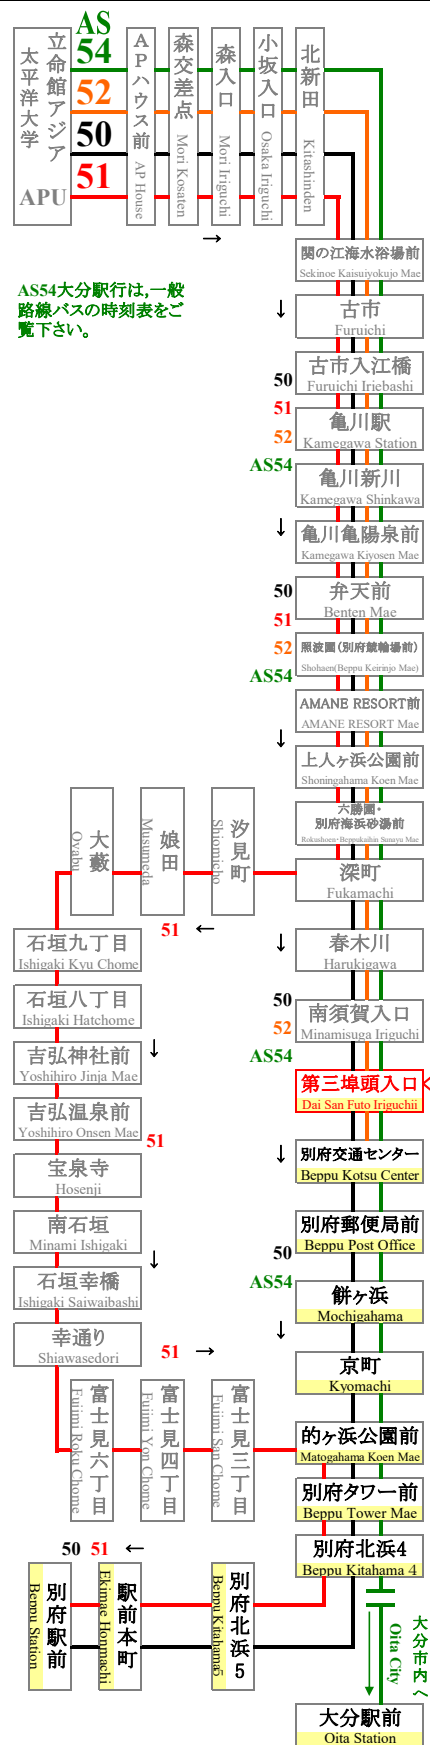 AS
54
52
50
51
立命館アジア
太平洋大学
APU
APハウス前
AP House
森交差点
Mori Kosaten
森入口
Mori Iriguchi
小坂入口
Osaka Iriguchi
北新田
Kitashinden
→
関の江海水浴場前
Sekinoe Kaisuiyokujo Mae
AS54大分駅行は,一般
路線バスの時刻表をご
覧下さい。
↓
古市
Furuichi
古市入江橋
Furuichi Iriebashi
50
51
52
AS54
亀川駅
Kamegawa Station
亀川新川
Kamegawa Shinkawa
↓
亀川亀陽泉前
Kamegawa Kiyosen Mae
50
51
52
AS54
弁天前
Benten Mae
照波園(別府競輪場前)
Shohaen(Beppu Keirinjo Mae)
AMANE RESORT前
AMANE RESORT Mae
↓
上人ヶ浜公園前
Shoningahama Koen Mae
六勝園・
別府海浜砂湯前
Rokushoen・Beppukaihin Sunayu Mae
深町
Fukamachi
汐見町
Shiomicho
娘田
Musumeda
大藪
Oyabu
51 ←
石垣九丁目
Ishigaki Kyu Chome
石垣八丁目
Ishigaki Hatchome
吉弘神社前
Yoshihiro Jinja Mae
↓
吉弘温泉前
Yoshihiro Onsen Mae
51
宝泉寺
Hosenji
南石垣
Minami Ishigaki
↓
石垣幸橋
Ishigaki Saiwaibashi
幸通り
Shiawasedori
51 →
富士見六丁目
Fujimi Roku Chome
富士見四丁目
Fujimi Yon Chome
富士見三丁目
Fujimi San Chome
↓
春木川
Harukigawa
50
52
AS54
南須賀入口
Minamisuga Iriguchi
第三埠頭入口
Dai San Futo Iriguchii
↓
別府交通センター
Beppu Kotsu Center
別府郵便局前
Beppu Post Office
50
AS54
餅ヶ浜
Mochigahama
↓
京町
Kyomachi
的ヶ浜公園前
Matogahama Koen Mae
別府タワー前
Beppu Tower Mae
別府北浜4
Beppu Kitahama 4
50 51 ←
別府北浜5
Beppu Kitahama5
駅前本町
Ekimae Honmachi
別府駅前
Beppu Station
大分市内へ
Oita City
大分駅前
Oita Station